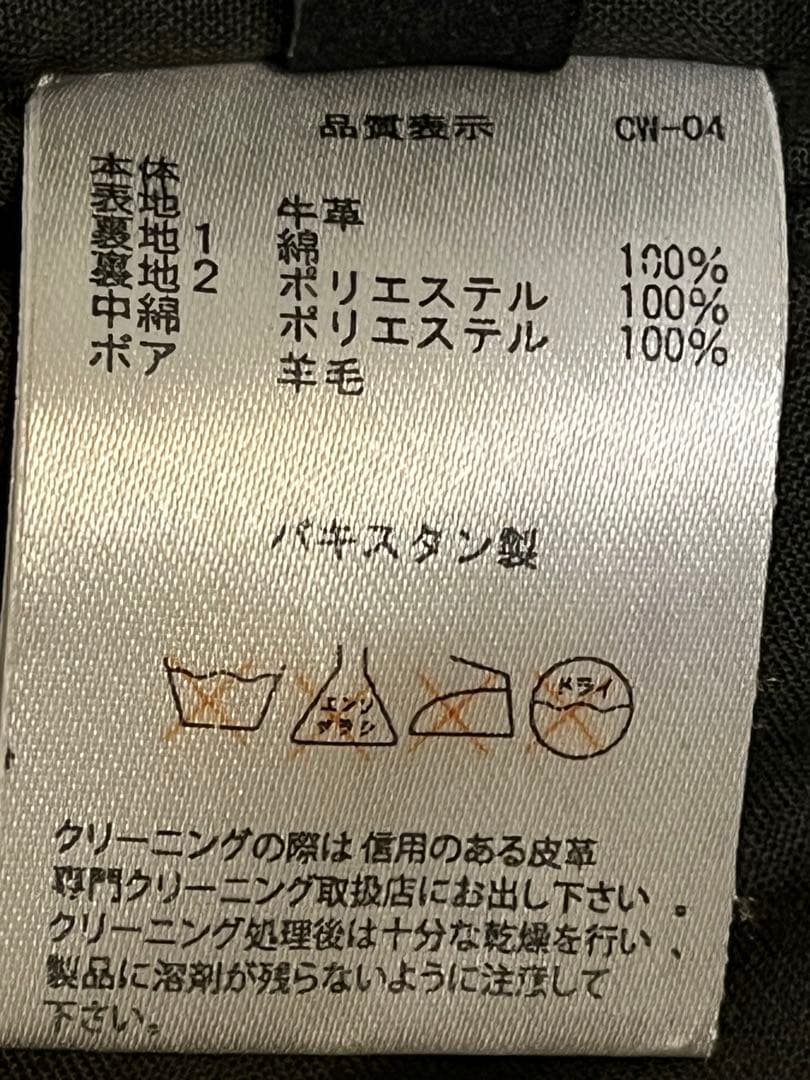 品質表示 CW-04
本体
表地 牛革
裏地1 綿 100%
裏地2 ポリエステル 100%
中綿 ポリエステル 100%
ボア 羊毛
パキスタン製
エンソ
サラシ
ドライ
クリーニングの際は信用のある皮革
専門クリーニング取扱店にお出し下さい。
クリーニング処理後は十分な乾燥を行い、
製品に溶剤が残らないように注意して
下さい。